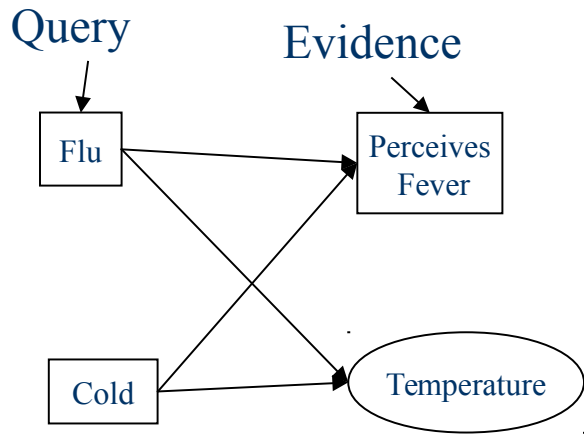 Query
Evidence
Flu
Perceives
Fever
Cold
Temperature